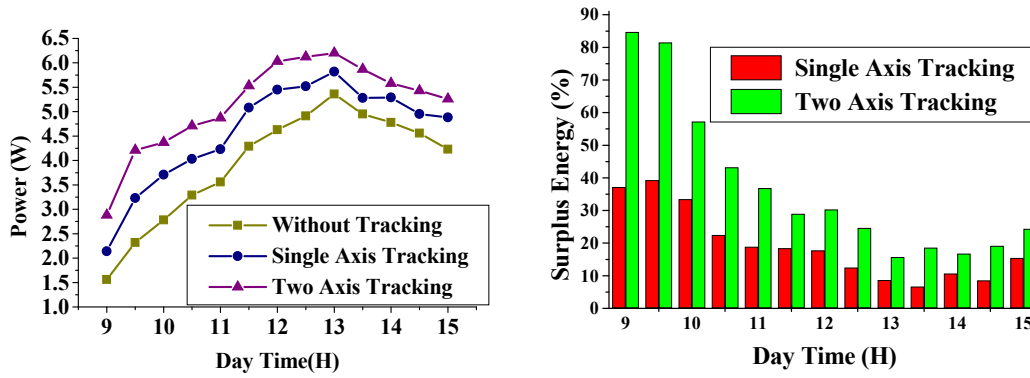 Power (W)
6.5
6.0
5.5
5.0
4.5
4.0
3.5
3.0
2.5
2.0
1.5
1.0
Without Tracking
Single Axis Tracking
Two Axis Tracking
9 10 11 12 13 14 15
Day Time(H)
Surplus Energy (%)
90
80
70
60
50
40
30
20
10
0
Single Axis Tracking
Two Axis Tracking
9 10 11 12 13 14 15
Day Time (H)